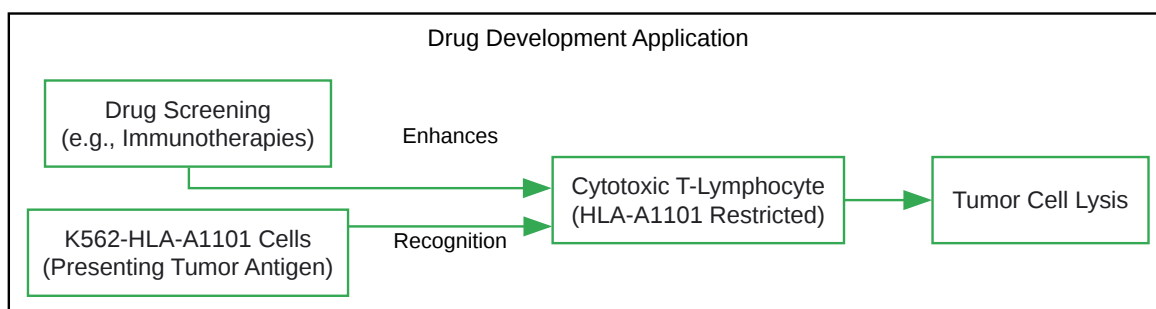 Drug Development Application
Drug Screening
(e.g., Immunotherapies)
Enhances
K562-HLA-A1101 Cells
(Presenting Tumor Antigen)
Recognition
Cytotoxic T-Lymphocyte
(HLA-A1101 Restricted)
Tumor Cell Lysis